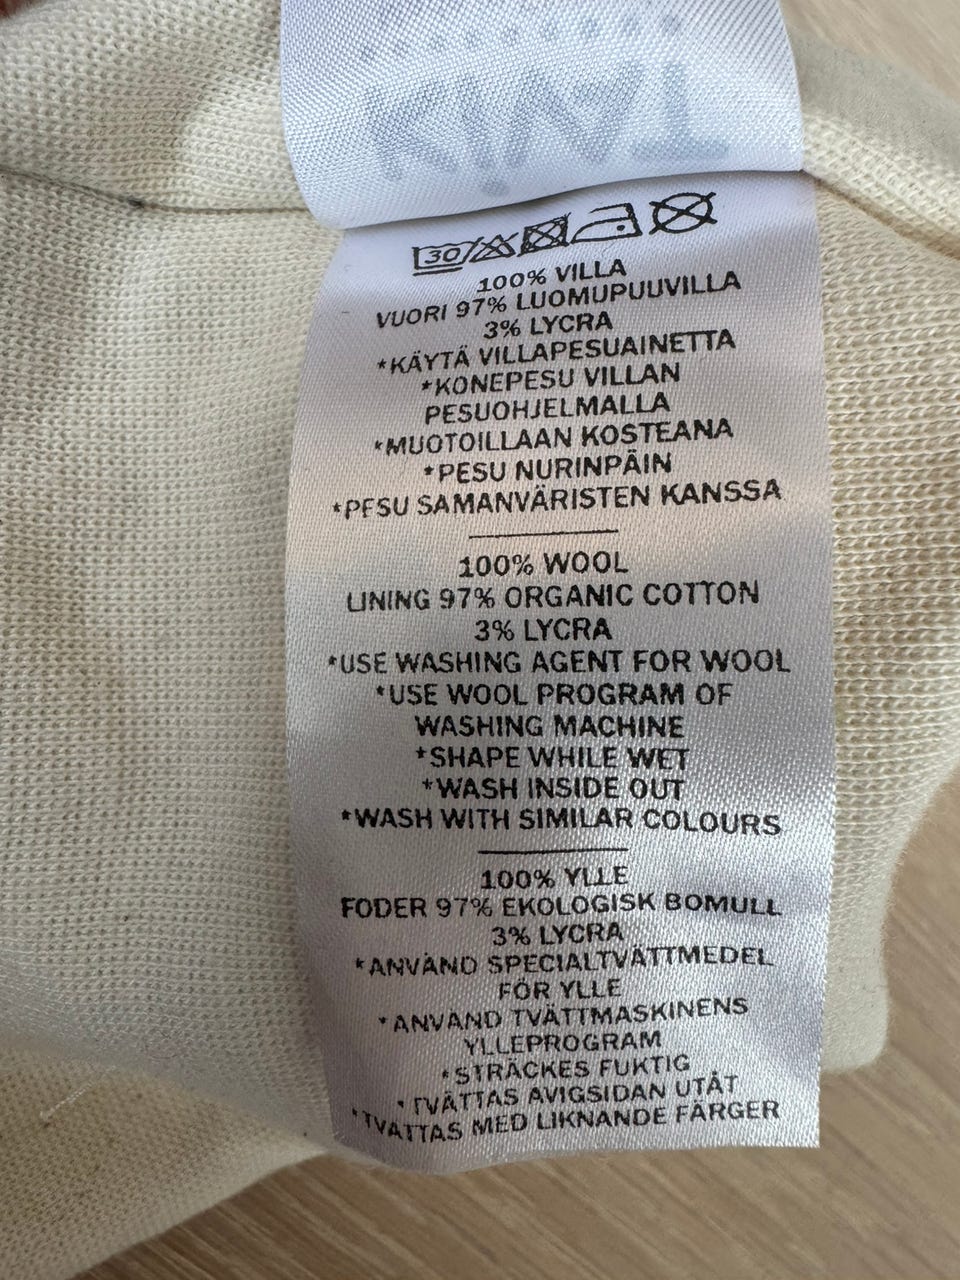 30
100% VILLA
VUORI 97% LUOMUPUUVILLA
3% LYCRA
*KÄYTÄ VILLAPESUAINETTA
*KONEPESU VILLAN
PESUOHJELMALLA
*MUOTOILLAAN KOSTEANA
*PESU NURINPÄIN
*PESU SAMANVÄRISTEN KANSSA
100% WOOL
LINING 97% ORGANIC COTTON
3% LYCRA
*USE WASHING AGENT FOR WOOL
*USE WOOL PROGRAM OF
WASHING MACHINE
*SHAPE WHILE WET
*WASH INSIDE OUT
*WASH WITH SIMILAR COLOURS
100% YLLE
FODER 97% EKOLOGISK BOMULL
3% LYCRA
*ANVÄND SPECIALTVÄTTMEDEL
FÖR YLLE
*ANVÄND TVÄTTMASKINENS
YLLEPROGRAM
*STRÄCKES FUKTIG
*TVÄTTAS AVIGSIDAN UTÅT
*TVÄTTAS MED LIKNANDE FÄRGER